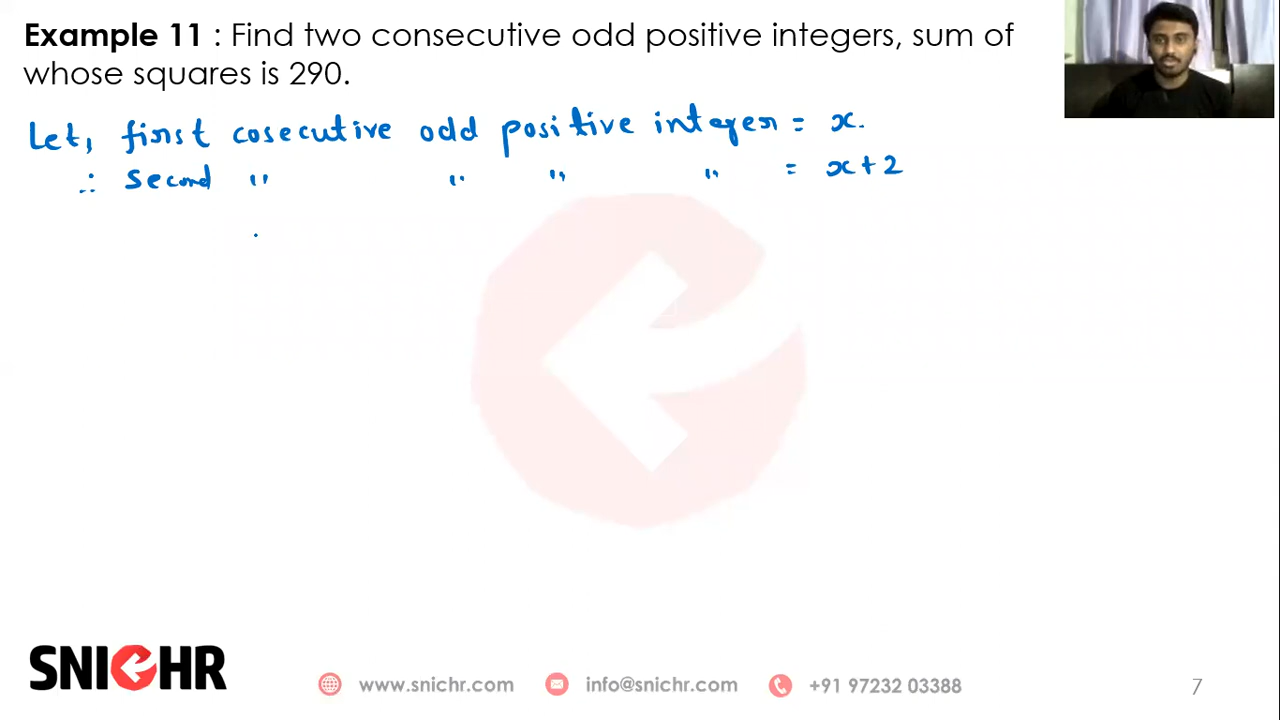 Example 11 : Find two consecutive odd positive integers, sum of
whose squares is 290.
Let, first cosecutive odd positive integer = x.
∴ second " " " " = x+2
SNICHR
www.snichr.com info@snichr.com +91 97232 03388
7